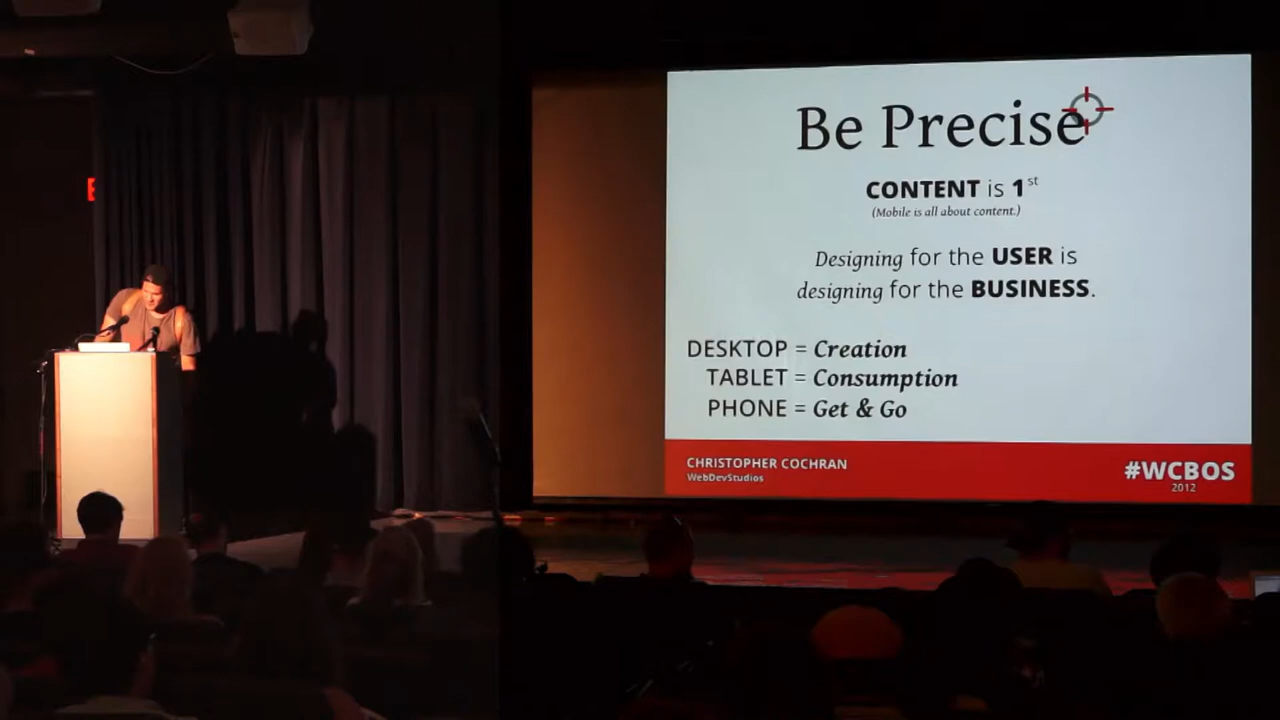 Be Precise
CONTENT is 1st
(Mobile is all about content.)
Designing for the USER is
designing for the BUSINESS.
DESKTOP = Creation
TABLET = Consumption
PHONE = Get & Go
CHRISTOPHER COCHRAN
WebDevStudios
#WCBOS
2012